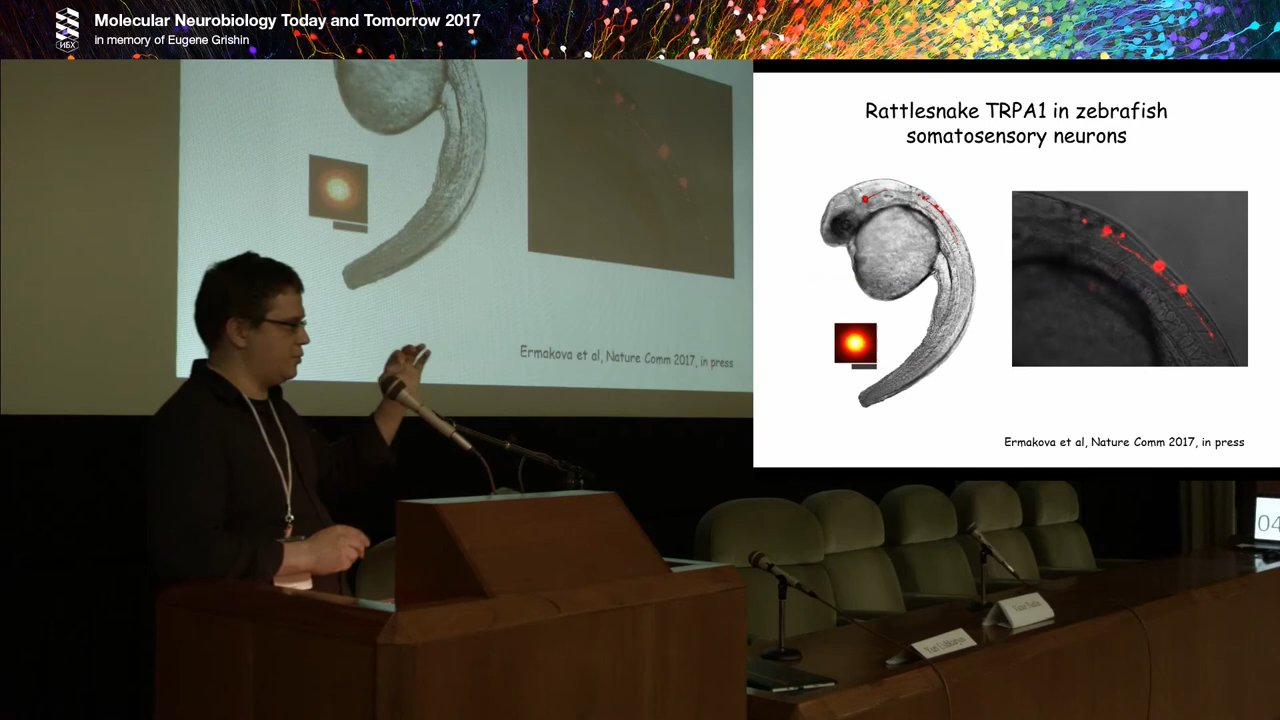 Molecular Neurobiology Today and Tomorrow 2017
in memory of Eugene Grishin
ИБХ
Rattlesnake TRPA1 in zebrafish
somatosensory neurons
Ermakova et al, Nature Comm 2017, in press
Ermakova et al, Nature Comm 2017, in press
04